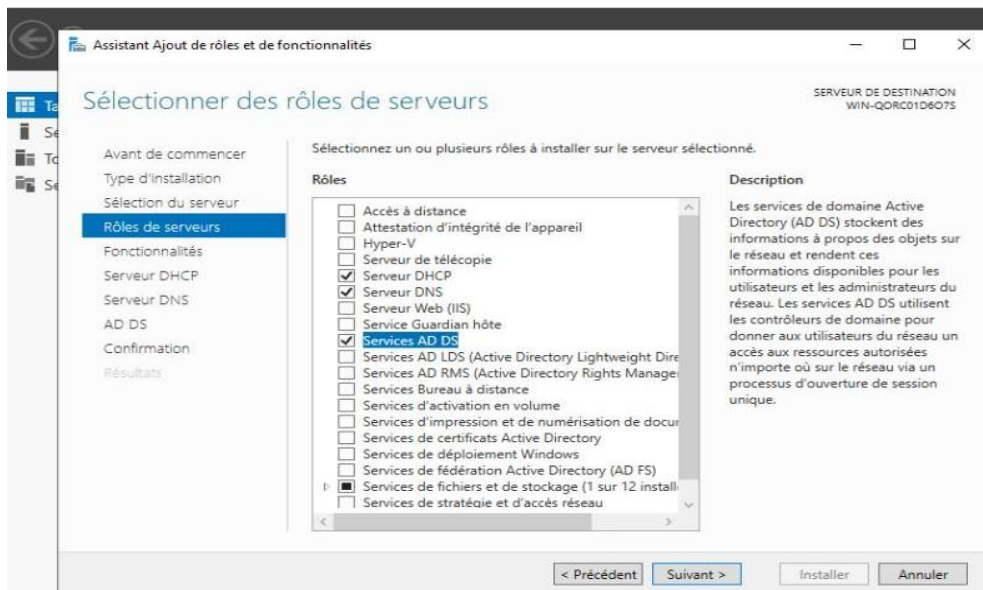 Assistant Ajout de rôles et de fonctionnalités
Sélectionner des rôles de serveurs
SERVEUR DE DESTINATION
WIN-QORC01D6O7S
Ta
Se
To
Se
Avant de commencer
Type d'installation
Sélection du serveur
Rôles de serveurs
Fonctionnalités
Serveur DHCP
Serveur DNS
AD DS
Confirmation
Résultats
Sélectionnez un ou plusieurs rôles à installer sur le serveur sélectionné.
Rôles
Accès à distance
Attestation d'intégrité de l'appareil
Hyper-V
Serveur de télécopie
Serveur DHCP
Serveur DNS
Serveur Web (IIS)
Service Guardian hôte
Services AD DS
Services AD LDS (Active Directory Lightweight Dire
Services AD RMS (Active Directory Rights Manage
Services Bureau à distance
Services d'activation en volume
Services d'impression et de numérisation de docu
Services de certificats Active Directory
Services de déploiement Windows
Services de fédération Active Directory (AD FS)
Services de fichiers et de stockage (1 sur 12 install
Services de stratégie et d'accès réseau
Description
Les services de domaine Active
Directory (AD DS) stockent des
informations à propos des objets sur
le réseau et rendent ces
informations disponibles pour les
utilisateurs et les administrateurs du
réseau. Les services AD DS utilisent
les contrôleurs de domaine pour
donner aux utilisateurs du réseau un
accès aux ressources autorisées
n'importe où sur le réseau via un
processus d'ouverture de session
unique.
< Précédent
Suivant >
Installer
Annuler